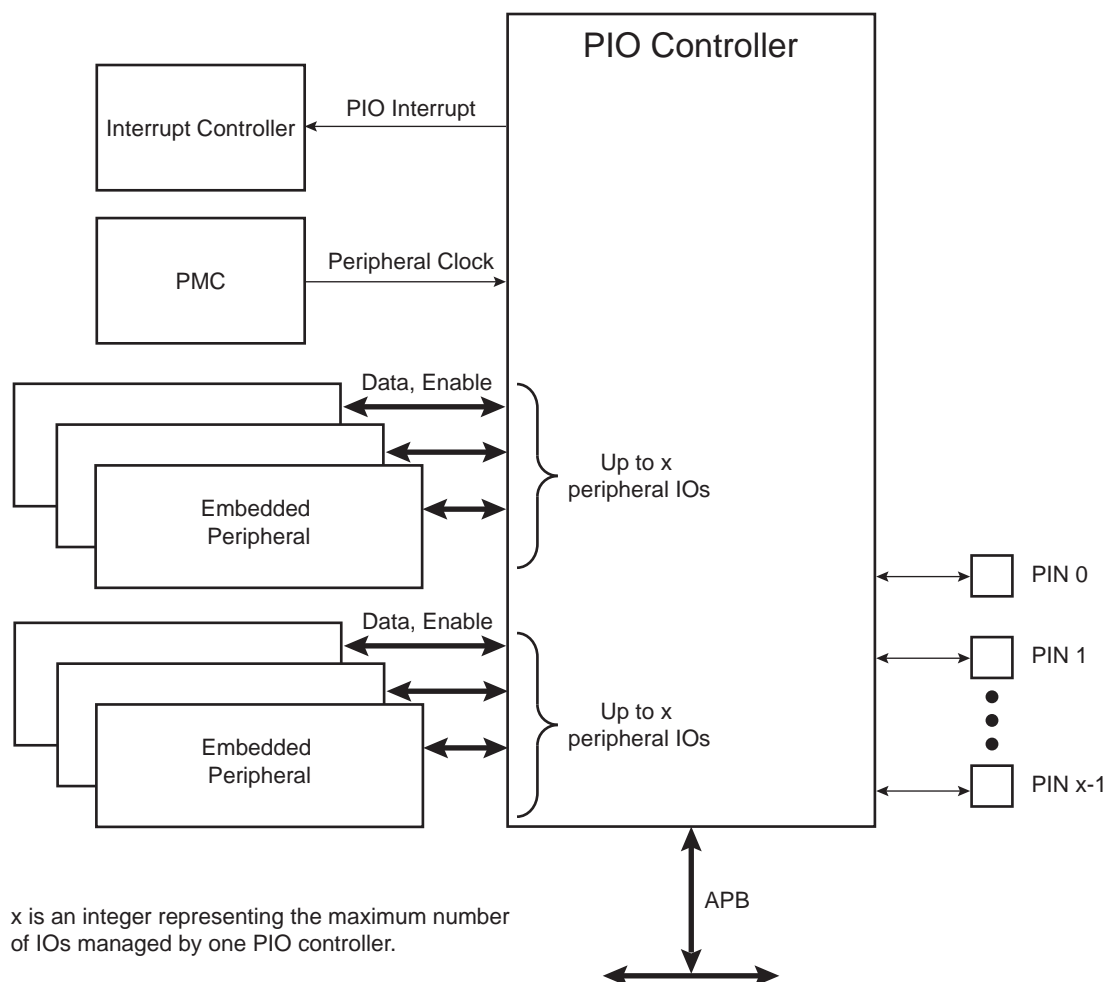 PIO Controller
PIO Interrupt
Interrupt Controller
Peripheral Clock
PMC
Data, Enable
Up to x
peripheral IOs
Embedded
Peripheral
PIN 0
Data, Enable
PIN 1
Up to x
peripheral IOs
Embedded
Peripheral
PIN x-1
APB
x is an integer representing the maximum number
of IOs managed by one PIO controller.